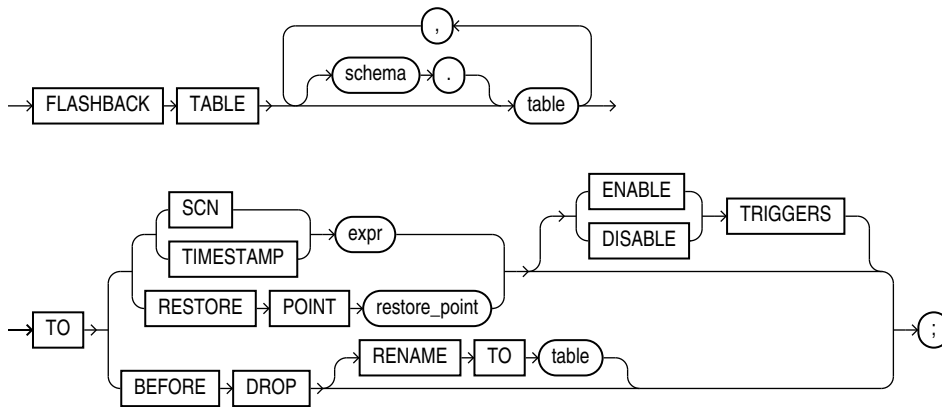 ,
schema .
FLASHBACK TABLE table
ENABLE
SCN TRIGGERS
expr DISABLE
TIMESTAMP
RESTORE POINT restore_point
TO ;
RENAME TO table
BEFORE DROP